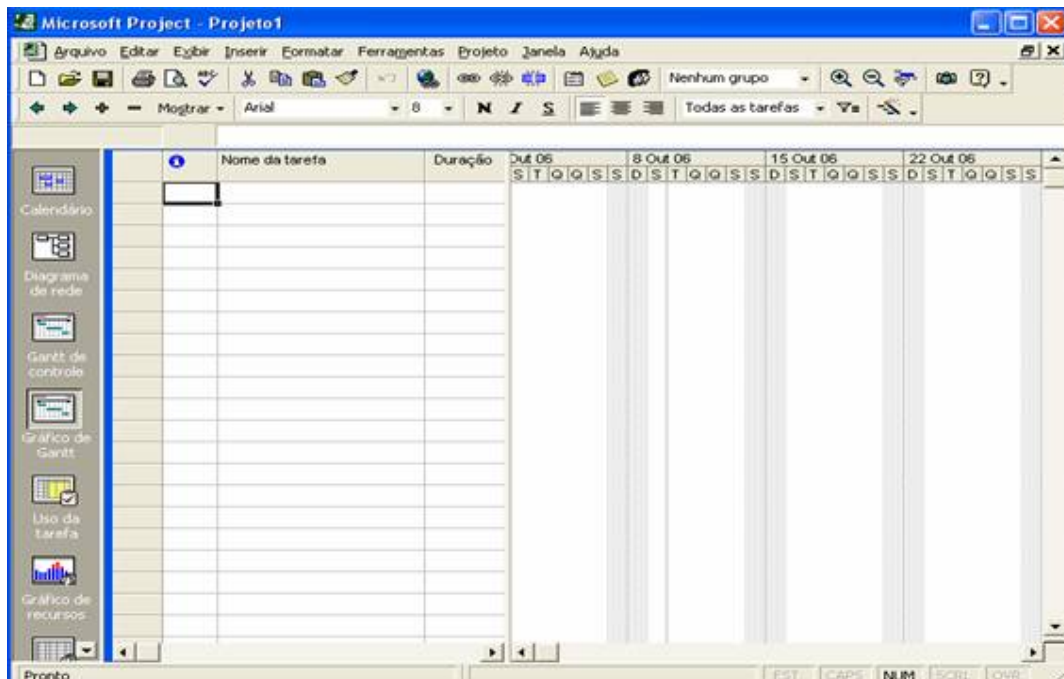 Microsoft Project - Projeto1
Arquivo Editar Exibir Inserir Formatar Ferramentas Projeto Janela Ajuda
Nenhum grupo
Mostrar Arial 8 N I S Todas as tarefas
Nome da tarefa Duração Out 06 8 Out 06 15 Out 06 22 Out 06
S T Q Q S S D S T Q Q S S D S T Q Q S S D S T Q Q S S
Calendário
Diagrama
de rede
Gantt de
controle
Gráfico de
Gantt
Uso da
tarefa
Gráfico de
recursos
Pronto EST CAPS NUM SCRL OVR